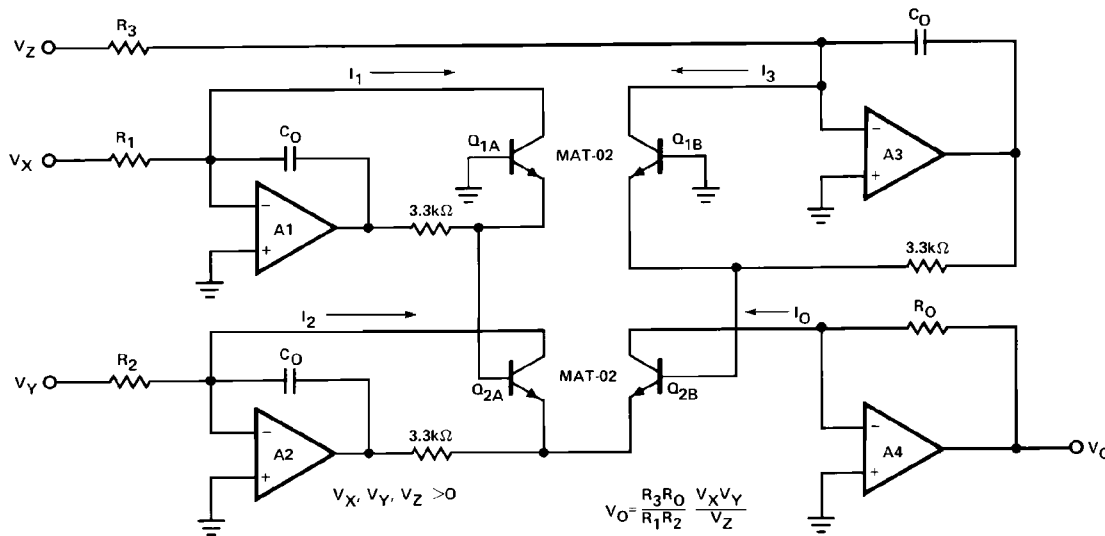 C_O
R_3
V_Z
I_1
I_3
R_1
C_O
Q_1A
MAT-02
Q_1B
−
A3
+
V_X
3.3kΩ
−
A1
+
3.3kΩ
I_2
I_O
R_O
R_2
C_O
Q_2A
MAT-02
Q_2B
V_Y
3.3kΩ
−
A2
+
−
A4
+
V_O
V_X, V_Y, V_Z >0
V_O= R_3R_O/R_1R_2 V_XV_Y/V_Z